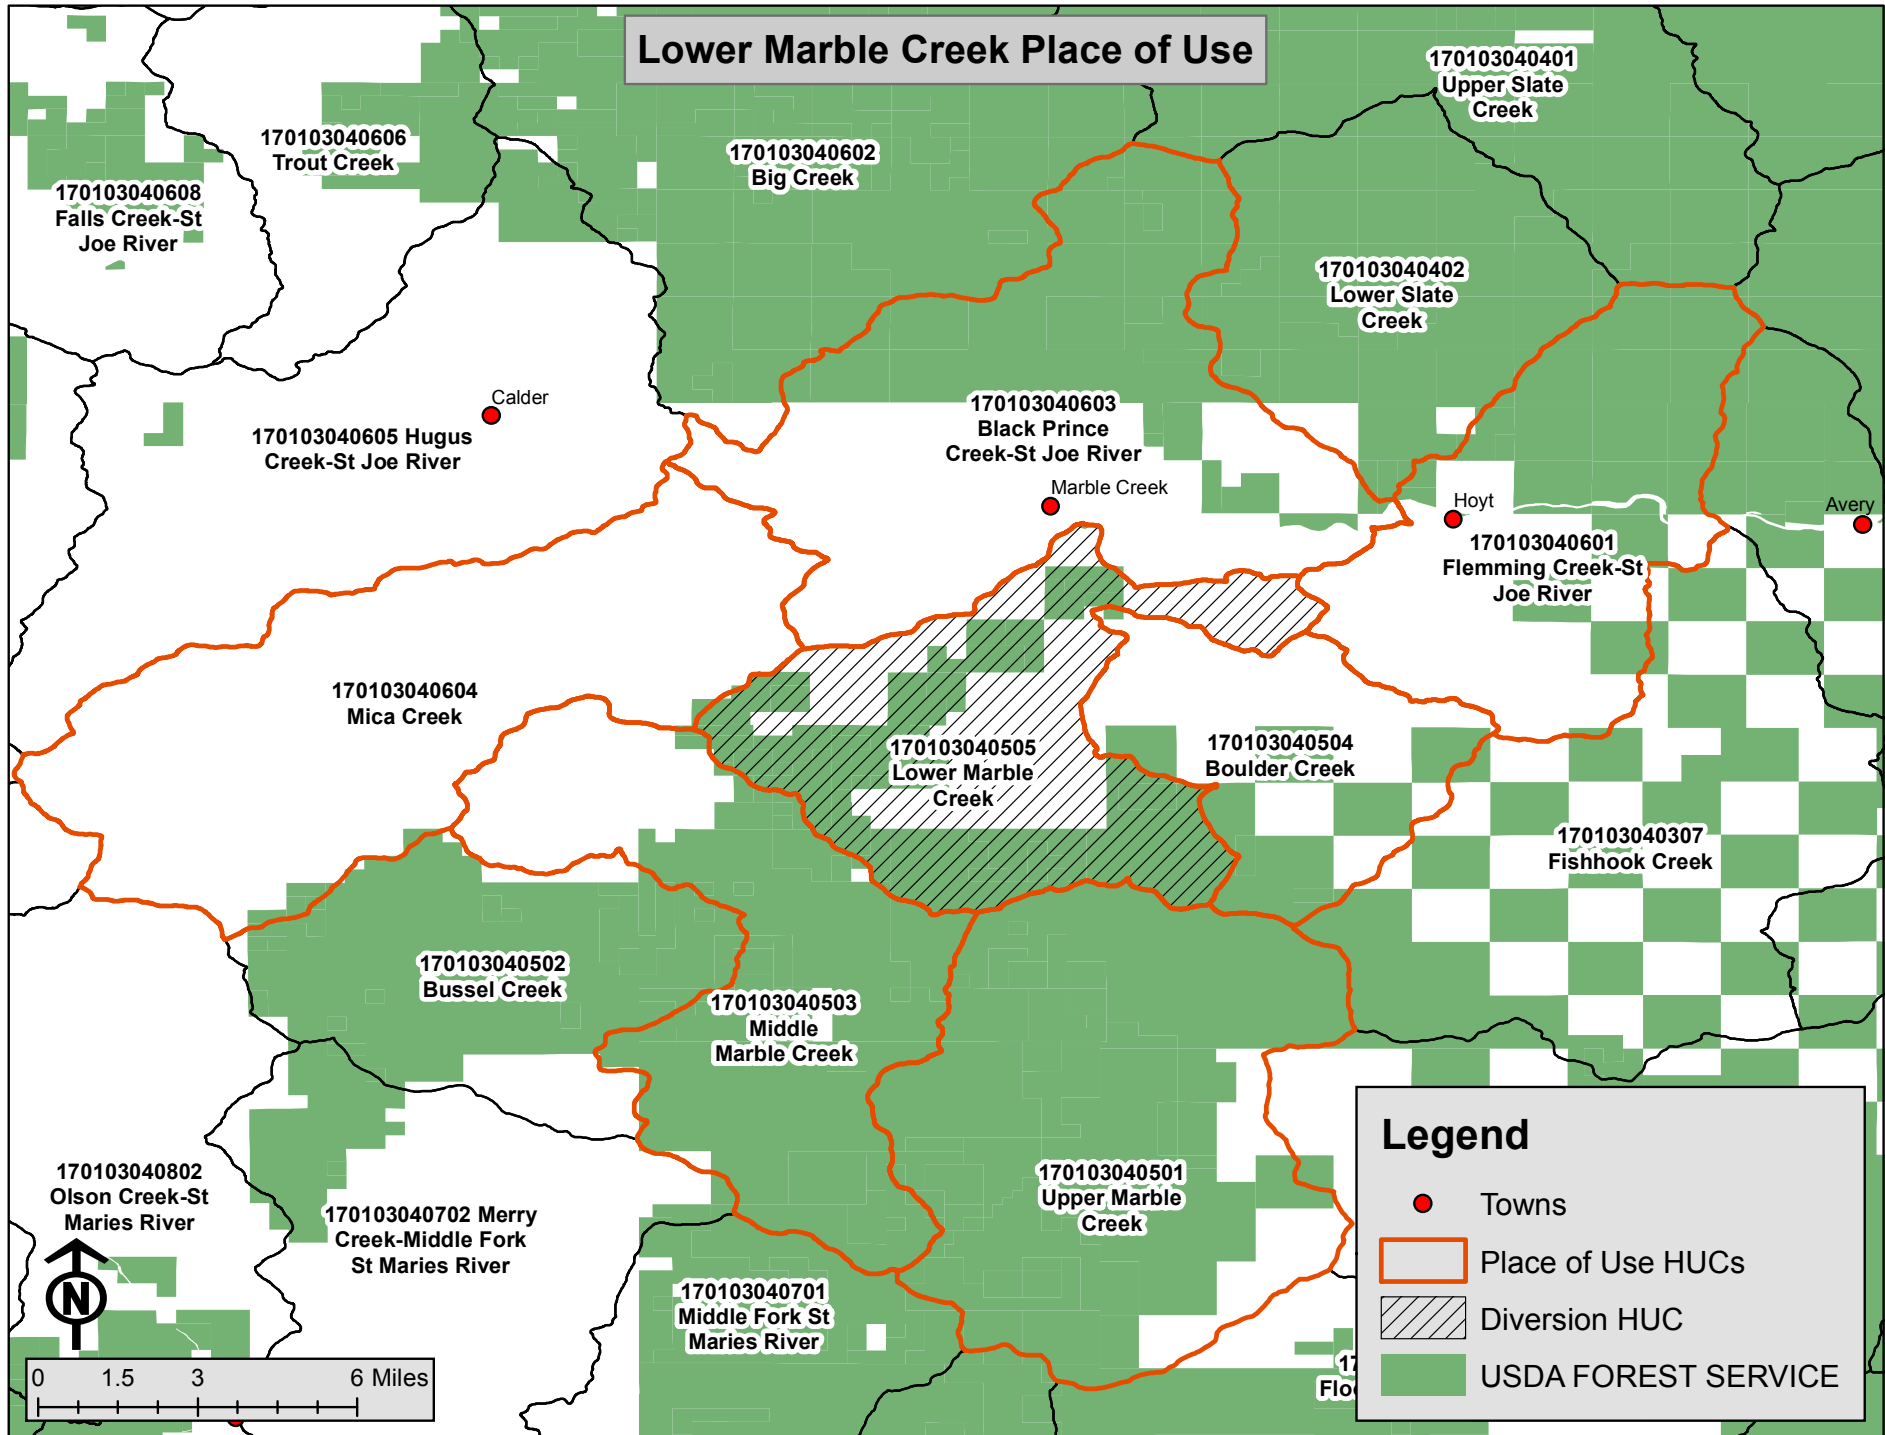 Lower Marble Creek Place of Use
170103040401
Upper Slate
Creek
170103040606
Trout Creek
170103040602
Big Creek
170103040608
Falls Creek-St
Joe River
170103040402
Lower Slate
Creek
Calder
170103040605 Hugus
Creek-St Joe River
170103040603
Black Prince
Creek-St Joe River
Marble Creek
Hoyt
Avery
170103040601
Flemming Creek-St
Joe River
170103040604
Mica Creek
170103040505
Lower Marble
Creek
170103040504
Boulder Creek
170103040307
Fishhook Creek
170103040502
Bussel Creek
170103040503
Middle
Marble Creek
170103040802
Olson Creek-St
Maries River
170103040702 Merry
Creek-Middle Fork
St Maries River
170103040501
Upper Marble
Creek
170103040701
Middle Fork St
Maries River
17
Floo
N
0 1.5 3 6 Miles
Legend
Towns
Place of Use HUCs
Diversion HUC
USDA FOREST SERVICE